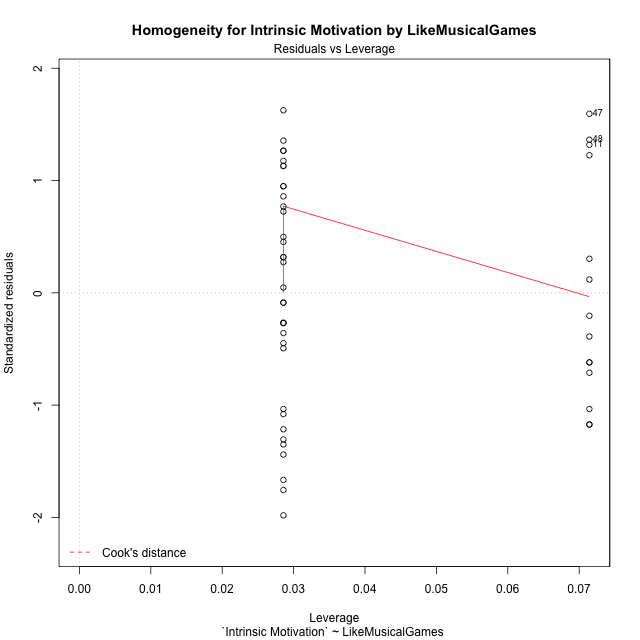 Homogeneity for Intrinsic Motivation by LikeMusicalGames
Residuals vs Leverage
2
1
0
-1
-2
Standardized residuals
47
48
11
Cook's distance
0.00 0.01 0.02 0.03 0.04 0.05 0.06 0.07
Leverage
`Intrinsic Motivation` ~ LikeMusicalGames